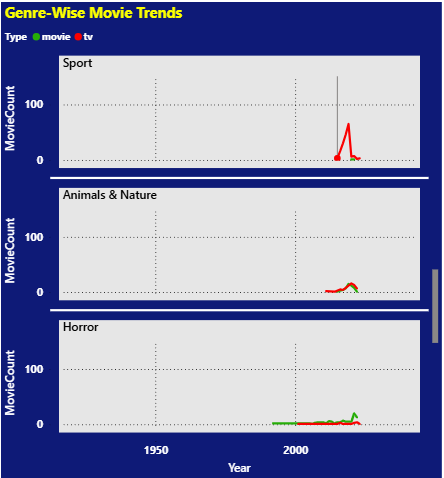 Genre-Wise Movie Trends
Type movie tv
Sport
MovieCount
100
0
Animals & Nature
MovieCount
100
0
Horror
MovieCount
100
0
1950 2000
Year